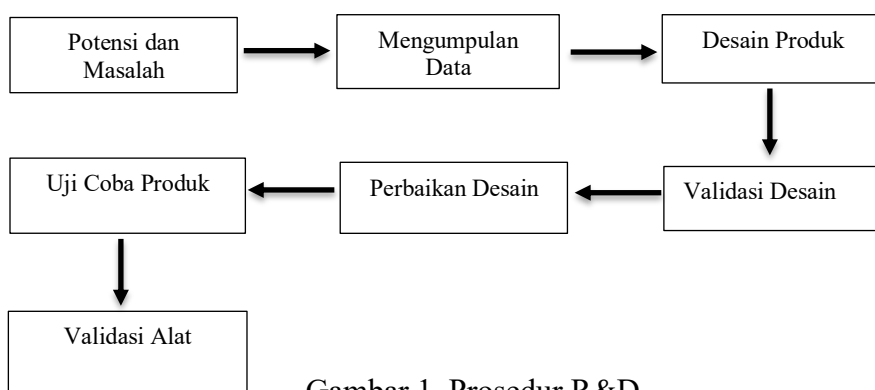 Potensi dan
Masalah
Mengumpulan
Data
Desain Produk
Uji Coba Produk
Perbaikan Desain
Validasi Desain
Validasi Alat
Gambar 1. Prosedur R&D